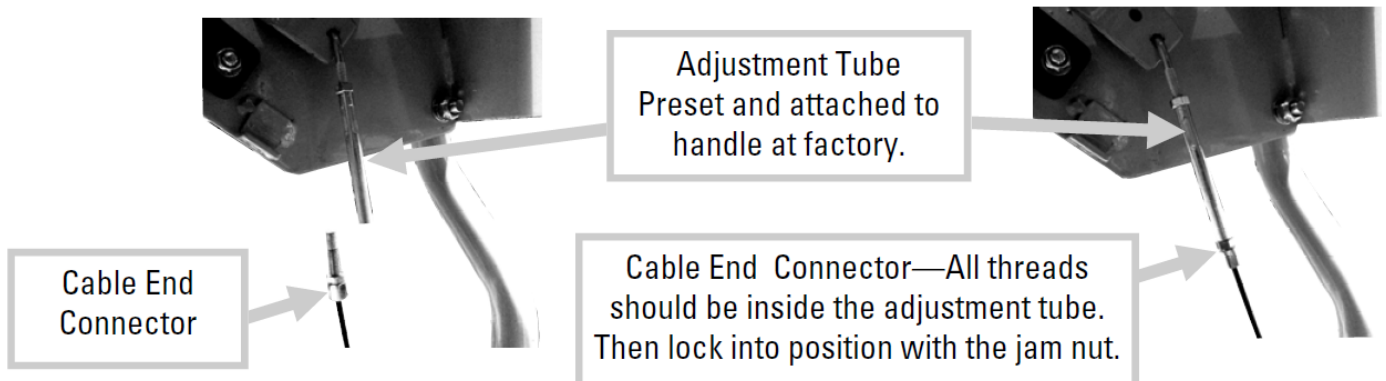 Adjustment Tube
Preset and attached to
handle at factory.
Cable End
Connector
Cable End  Connector—All threads
should be inside the adjustment tube.
Then lock into position with the jam nut.